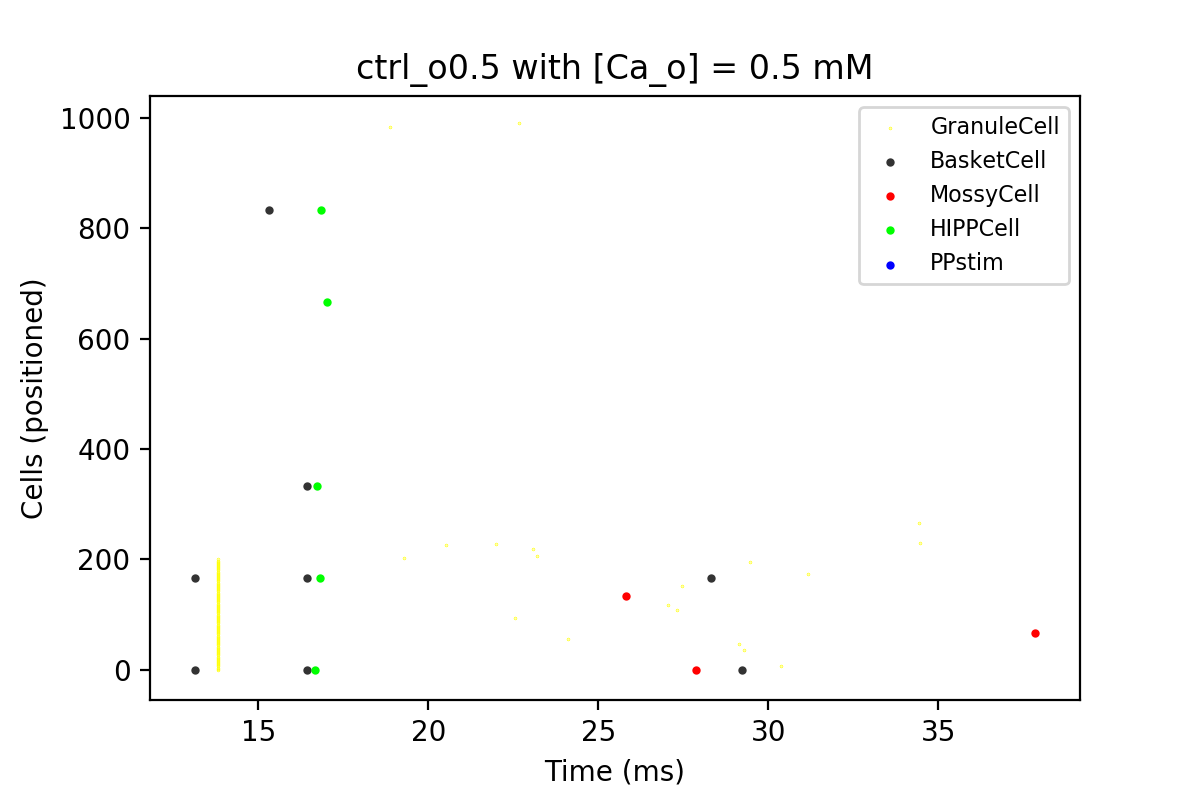 ctrl_o0.5 with [Ca_o] = 0.5 mM
1000
800
600
400
200
0
Cells (positioned)
GranuleCell
BasketCell
MossyCell
HIPPCell
PPstim
15
20
25
30
35
Time (ms)